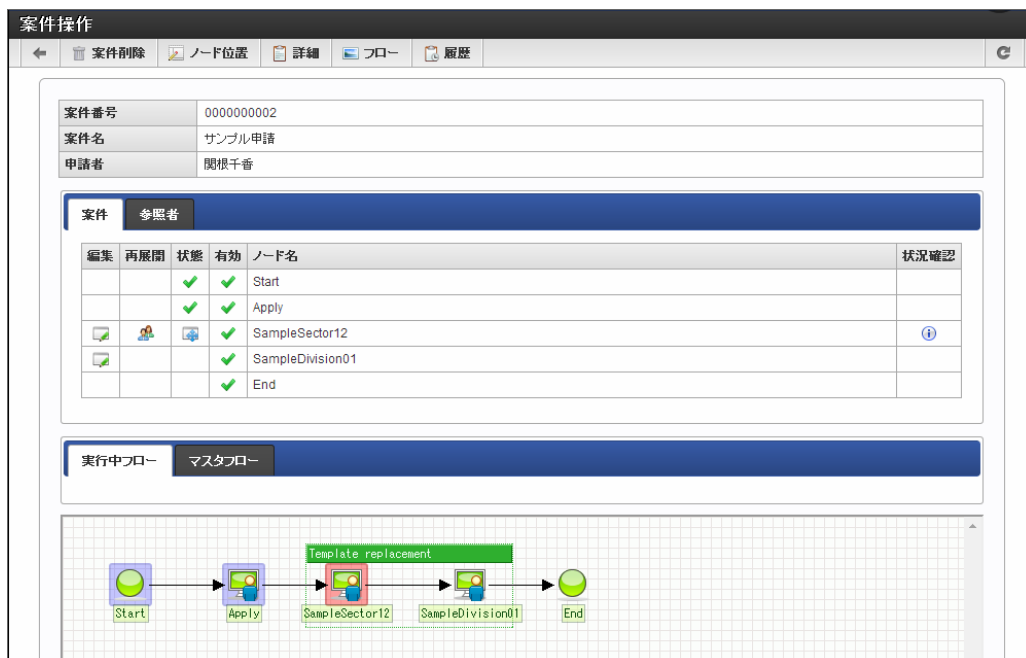 案件操作
案件削除 ノード位置 詳細 フロー 履歴
案件番号 0000000002
案件名 サンプル申請
申請者 関根千香
案件 参照者
編集 再展開 状態 有効 ノード名 状況確認
Start
Apply
SampleSector12
SampleDivision01
End
実行中フロー マスタフロー
Template replacement
Start Apply SampleSector12 SampleDivision01 End